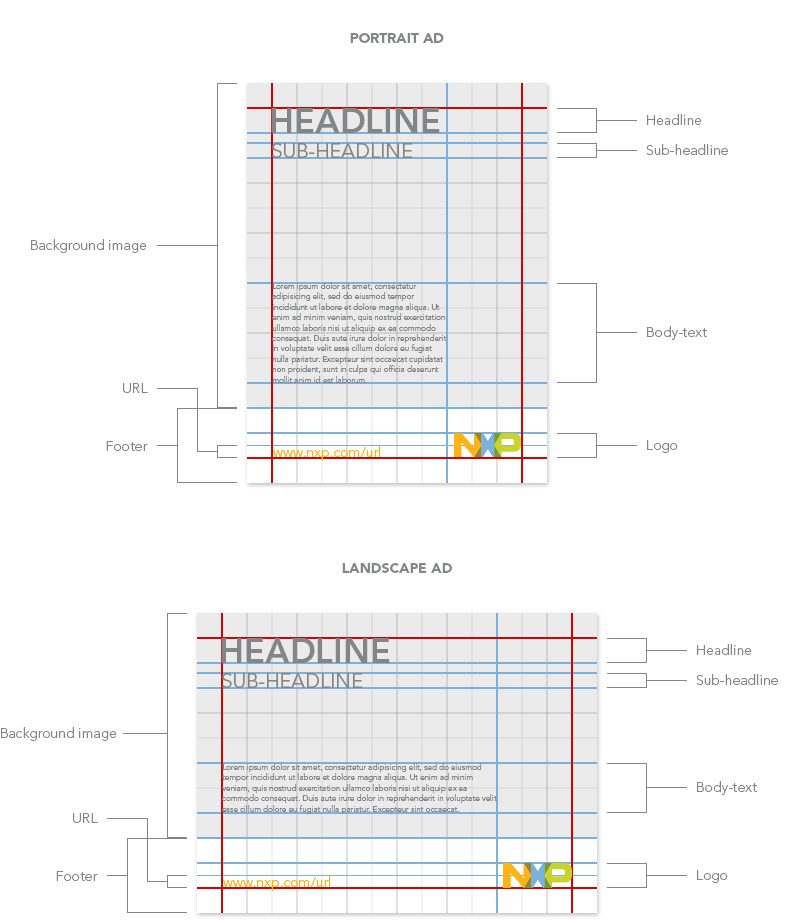 PORTRAIT AD
HEADLINE
Headline
SUB-HEADLINE
Sub-headline
Background image
Lorem ipsum dolor sit amet, consectetur
adipisicing elit, sed do eiusmod tempor
incididunt ut labore et dolore magna aliqua. Ut
enim ad minim veniam, quis nostrud exercitation
ullamco laboris nisi ut aliquip ex ea commodo
consequat. Duis aute irure dolor in reprehenderit
in voluptate velit esse cillum dolore eu fugiat
nulla pariatur. Excepteur sint occaecat cupidatat
non proident, sunt in culpa qui officia deserunt
mollit anim id est laborum.
Body-text
URL
Footer
www.nxp.com/url
NXP
Logo
LANDSCAPE AD
HEADLINE
Headline
SUB-HEADLINE
Sub-headline
Background image
Lorem ipsum dolor sit amet, consectetur adipisicing elit, sed do eiusmod
tempor incididunt ut labore et dolore magna aliqua. Ut enim ad minim
veniam, quis nostrud exercitation ullamco laboris nisi ut aliquip ex ea
commodo consequat. Duis aute irure dolor in reprehenderit in voluptate velit
esse cillum dolore eu fugiat nulla pariatur. Excepteur sint occaecat.
Body-text
URL
Footer
www.nxp.com/url
NXP
Logo